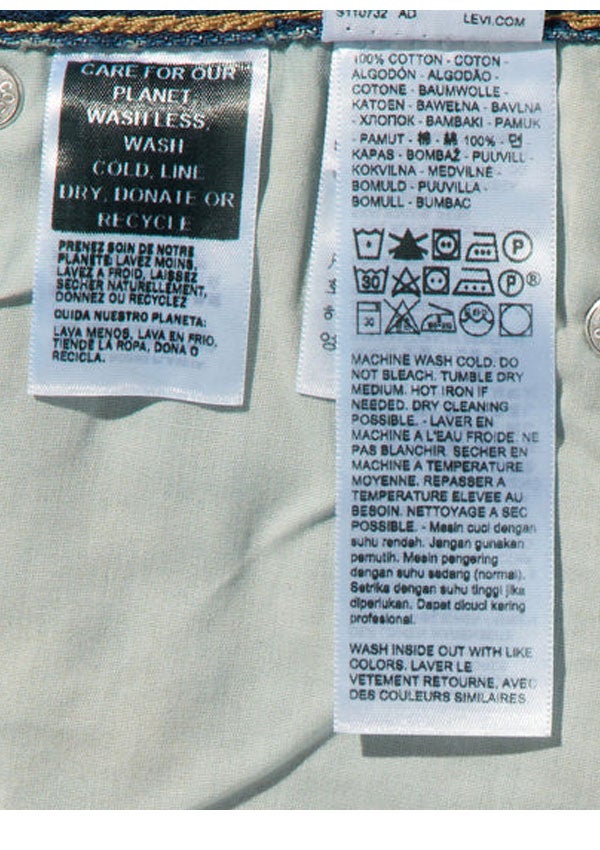 CARE FOR OUR
PLANET
WASH LESS,
WASH
COLD, LINE
DRY, DONATE OR
RECYCLE
PRENEZ SOIN DE NOTRE
PLANETE: LAVEZ MOINS,
LAVEZ A FROID, LAISSEZ
SECHER NATURELLEMENT,
DONNEZ OU RECYCLEZ
CUIDA NUESTRO PLANETA:
LAVA MENOS, LAVA EN FRIO,
TIENDE LA ROPA, DONA O
RECICLA.
S110732 AD
LEVI.COM
100% COTTON - COTON -
ALGODÓN - ALGODÃO -
COTONE - BAUMWOLLE -
KATOEN - BAWEŁNA - BAVLNA
- ХЛОПОК - BAMBAKI - PAMUK
- PAMUT - 棉 - 綿 100% - 면
KAPAS - BOMBAŽ - PUUVILL -
KOKVILNA - MEDVILNĖ -
BOMULD - PUUVILLA -
BOMULL - BUMBAC
P
30 P ®
30
MACHINE WASH COLD. DO
NOT BLEACH. TUMBLE DRY
MEDIUM. HOT IRON IF
NEEDED. DRY CLEANING
POSSIBLE. - LAVER EN
MACHINE A L'EAU FROIDE. NE
PAS BLANCHIR. SECHER EN
MACHINE A TEMPERATURE
MOYENNE. REPASSER A
TEMPERATURE ELEVEE AU
BESOIN. NETTOYAGE A SEC
POSSIBLE. - Mesin cuci dengan
suhu rendah. Jangan gunakan
pemutih. Mesin pengering
dengan suhu sedang (normal).
Setrika dengan suhu tinggi jika
diperlukan. Dapat dicuci kering
profesional.
WASH INSIDE OUT WITH LIKE
COLORS. LAVER LE
VETEMENT RETOURNE, AVEC
DES COULEURS SIMILAIRES